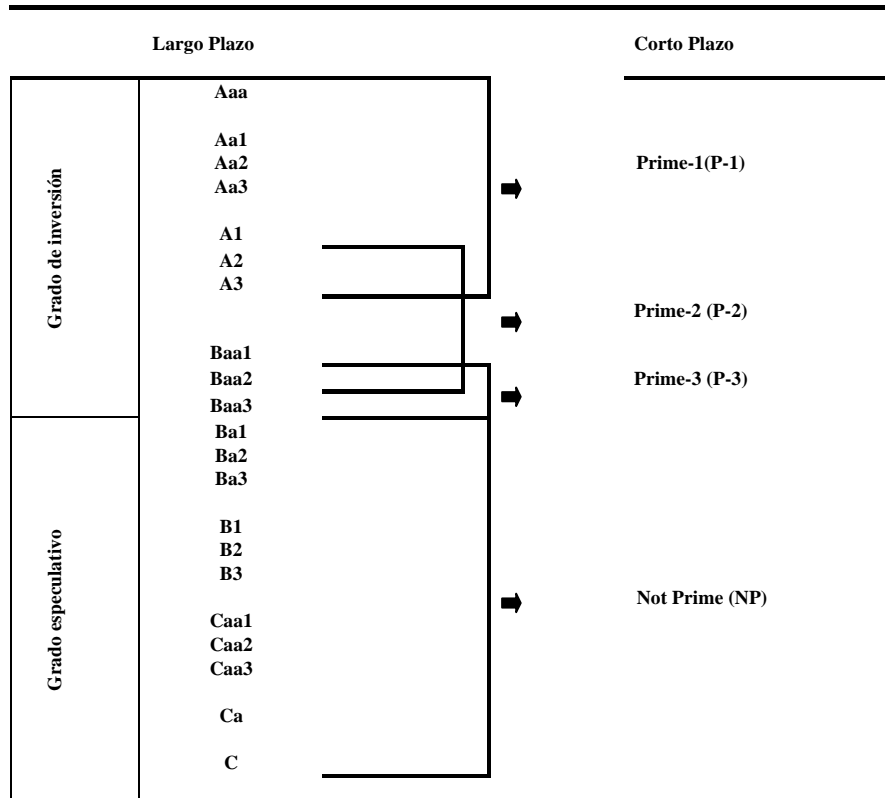 Largo Plazo Corto Plazo
Grado de inversión
Aaa
Aa1
Aa2 Prime-1(P-1)
Aa3
A1
A2
A3
Prime-2 (P-2)
Baa1
Baa2 Prime-3 (P-3)
Baa3
Grado especulativo
Ba1
Ba2
Ba3
B1
B2
B3
Caa1 Not Prime (NP)
Caa2
Caa3
Ca
C